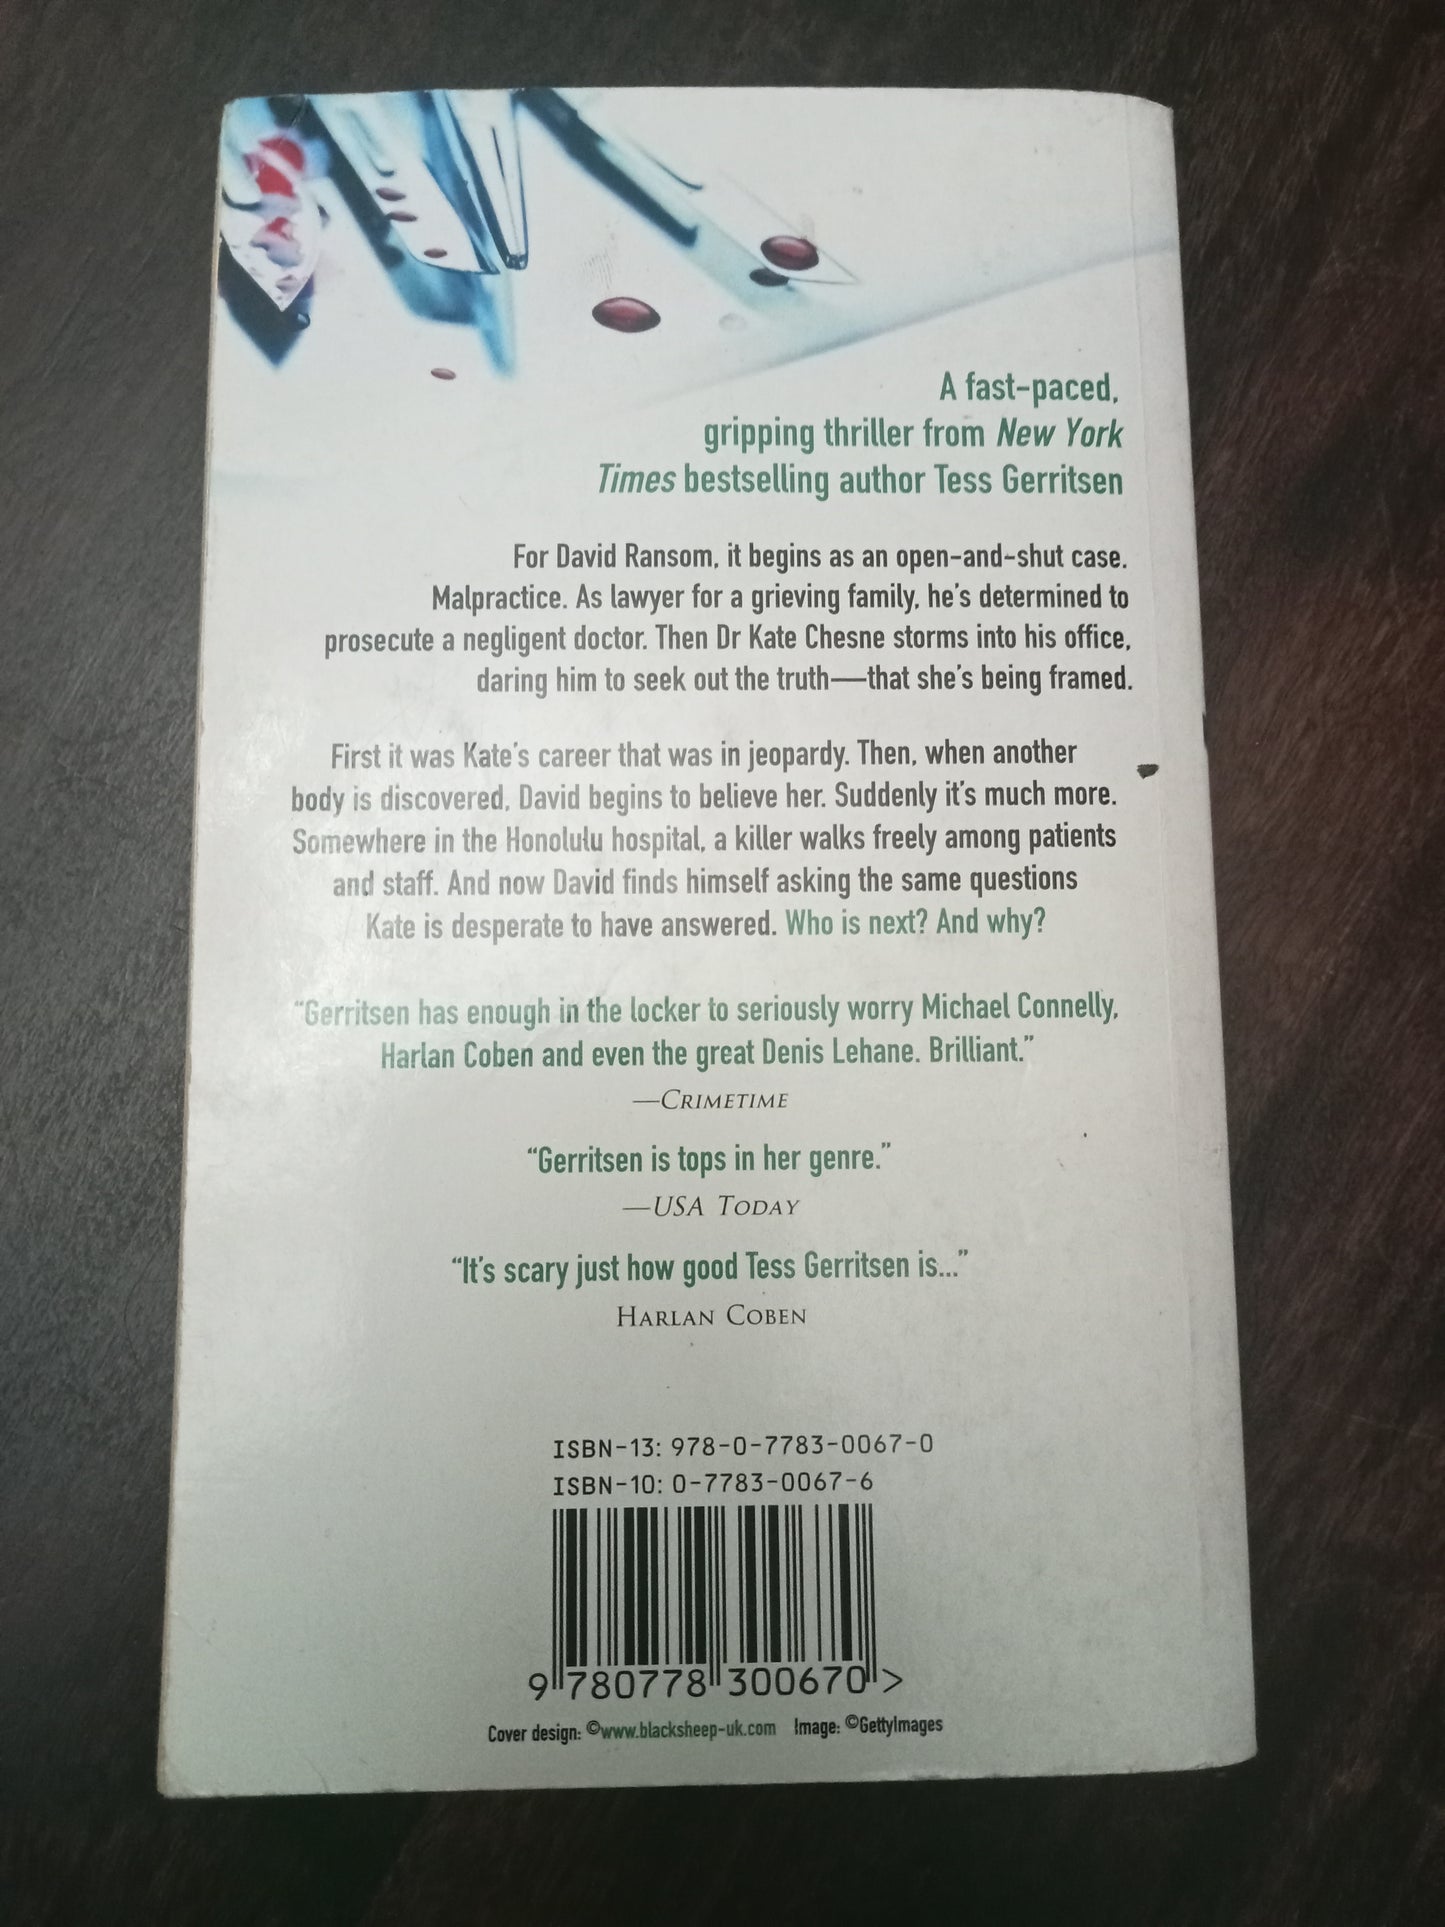 A fast-paced,
gripping thriller from New York
Times bestselling author Tess Gerritsen
For David Ransom, it begins as an open-and-shut case.
Malpractice. As lawyer for a grieving family, he's determined to
prosecute a negligent doctor. Then Dr Kate Chesne storms into his office,
daring him to seek out the truth—that she's being framed.
First it was Kate's career that was in jeopardy. Then, when another
body is discovered, David begins to believe her. Suddenly it's much more.
Somewhere in the Honolulu hospital, a killer walks freely among patients
and staff. And now David finds himself asking the same questions
Kate is desperate to have answered. Who is next? And why?
“Gerritsen has enough in the locker to seriously worry Michael Connelly,
Harlan Coben and even the great Denis Lehane. Brilliant.”
—CRIMETIME
“Gerritsen is tops in her genre.”
—USA TODAY
“It's scary just how good Tess Gerritsen is...”
HARLAN COBEN
ISBN-13: 978-0-7783-0067-0
ISBN-10: 0-7783-0067-6
9 780778 300670 >
Cover design: ©www.blacksheep-uk.com Image: ©GettyImages